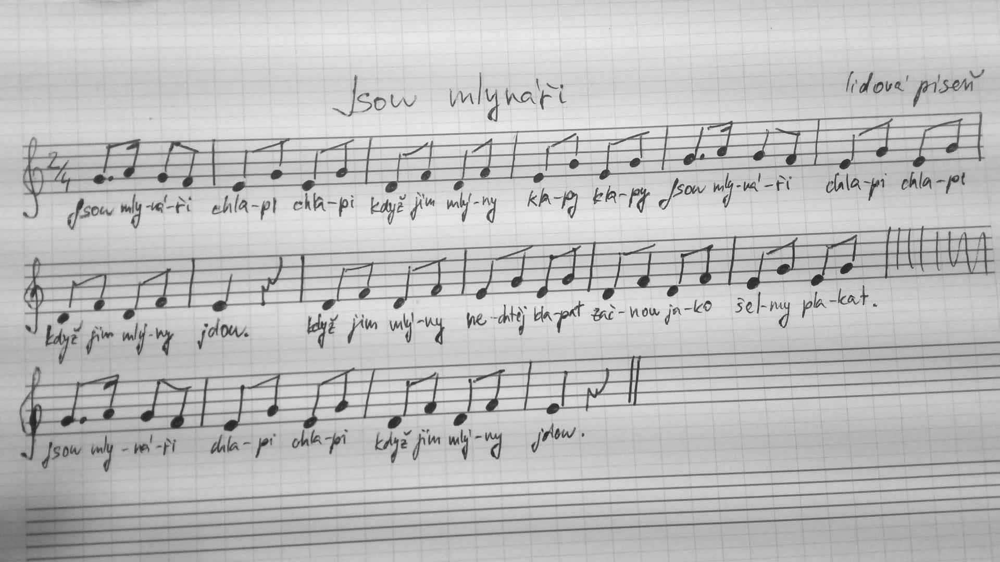 Jsou mlynáři
lidová píseň
2/4
Jsou mly-ná-ři chla-pi chla-pi když jim mlý-ny kla-py kla-py Jsou mly-ná-ři chla-pi chla-pi
když jim mlý-ny jdou. když jim mlý-ny ne-chtěj kla-pat zač-nou ja-ko šel-my pla-kat.
Jsou mly-ná-ři chla-pi chla-pi když jim mlý-ny jdou.